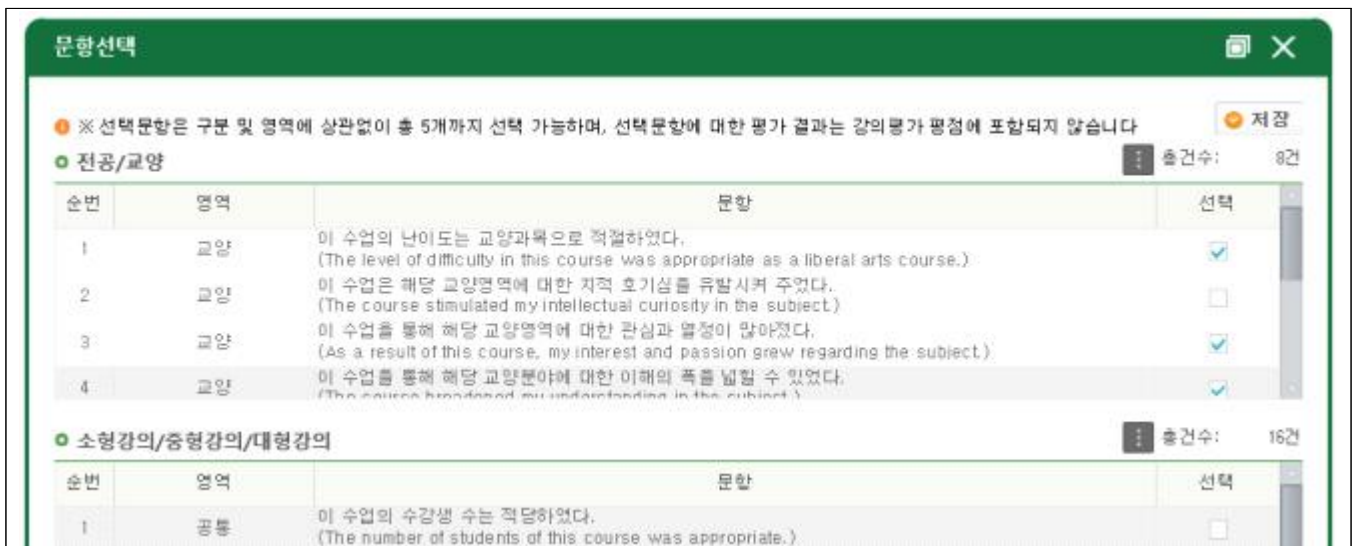 문항선택
※ 선택문항은 구분 및 영역에 상관없이 총 5개까지 선택 가능하며, 선택문항에 대한 평가 결과는 강의평가 평점에 포함되지 않습니다
저장
전공/교양
총건수: 8건
순번 영역 문항 선택
1 교양 이 수업의 난이도는 교양과목으로 적절하였다.
(The level of difficulty in this course was appropriate as a liberal arts course.)
2 교양 이 수업은 해당 교양영역에 대한 지적 호기심을 유발시켜 주었다.
(The course stimulated my intellectual curiosity in the subject.)
3 교양 이 수업을 통해 해당 교양영역에 대한 관심과 열정이 많아졌다.
(As a result of this course, my interest and passion grew regarding the subject.)
4 교양 이 수업을 통해 해당 교양분야에 대한 이해의 폭을 넓힐 수 있었다.
(The course broadened my understanding in the subject.)
소형강의/중형강의/대형강의
총건수: 16건
순번 영역 문항 선택
1 공통 이 수업의 수강생 수는 적당하였다.
(The number of students of this course was appropriate.)